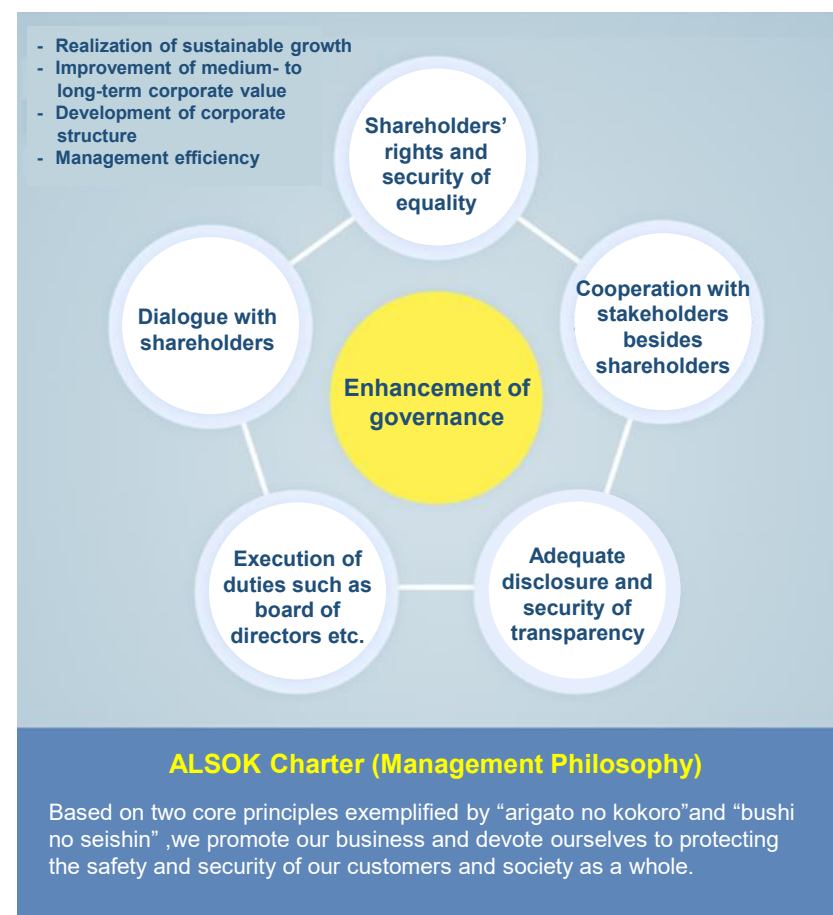 - Realization of sustainable growth
- Improvement of medium- to
long-term corporate value
- Development of corporate
structure
- Management efficiency
Shareholders’
rights and
security of
equality
Cooperation with
stakeholders
besides
shareholders
Dialogue with
shareholders
Enhancement of
governance
Execution of
duties such as
board of
directors etc.
Adequate
disclosure and
security of
transparency
ALSOK Charter (Management Philosophy)
Based on two core principles exemplified by “arigato no kokoro”and “bushi
no seishin” ,we promote our business and devote ourselves to protecting
the safety and security of our customers and society as a whole.